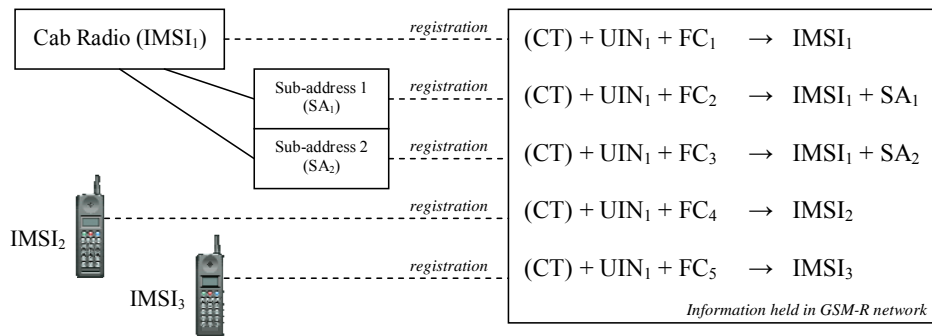 Cab Radio (IMSI₁) registration (CT) + UIN₁ + FC₁ → IMSI₁
Sub-address 1
(SA₁)
registration (CT) + UIN₁ + FC₂ → IMSI₁ + SA₁
Sub-address 2
(SA₂)
registration (CT) + UIN₁ + FC₃ → IMSI₁ + SA₂
IMSI₂ registration (CT) + UIN₁ + FC₄ → IMSI₂
IMSI₃ registration (CT) + UIN₁ + FC₅ → IMSI₃
Information held in GSM-R network